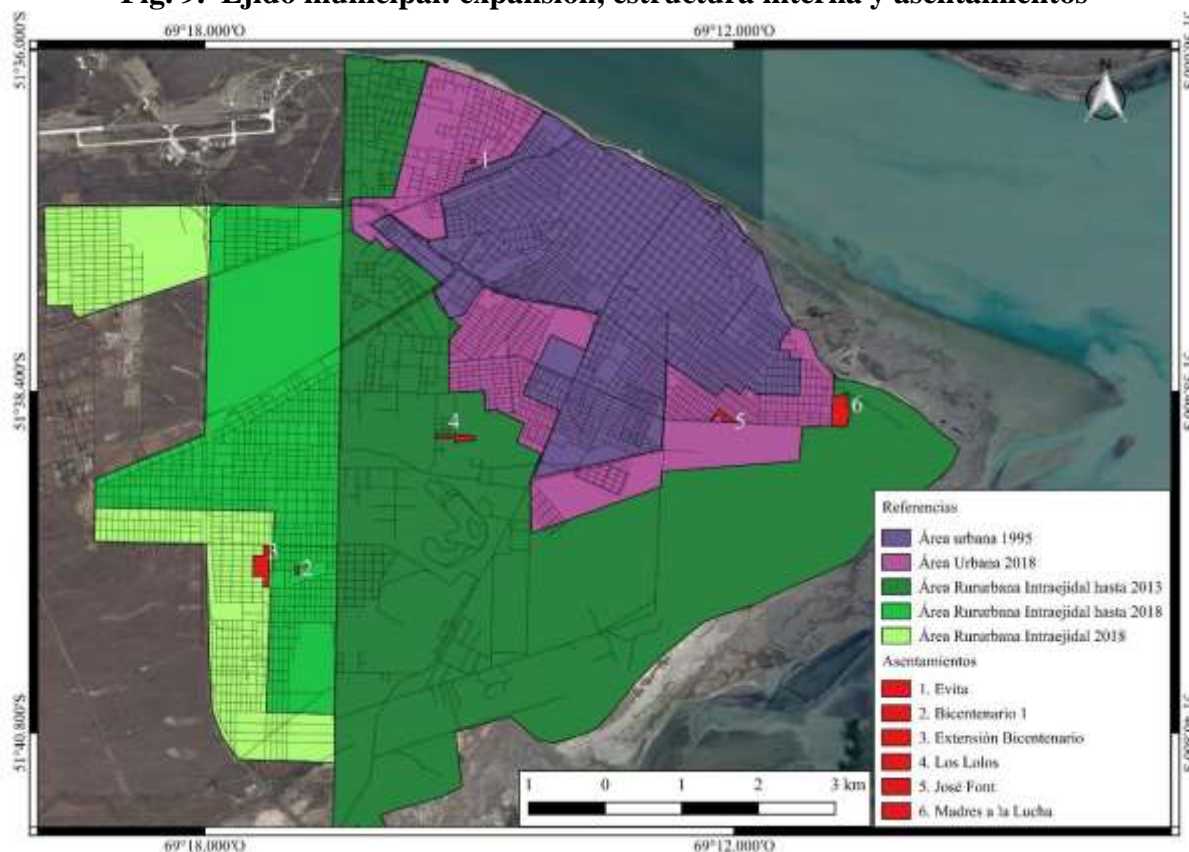 Fig. 9.  Ejido municipal: expansión, estructura interna y asentamientos
69°18.000'O
69°12.000'O
51°36.000'S
N
1
51°38.400'S
51°38.400'S
4
5
6
3
2
Referencias
Área urbana 1995
Área Urbana 2018
Área Rururbana Intraejidal hasta 2013
Área Rururbana Intraejidal hasta 2018
Área Rururbana Intraejidal 2018
Asentamientos
1. Evita
2. Bicentenario 1
3. Extensión Bicentenario
4. Los Lolos
5. José Font
6. Madres a la Lucha
51°40.800'S
1 0 1 2 3 km
69°18.000'O
69°12.000'O